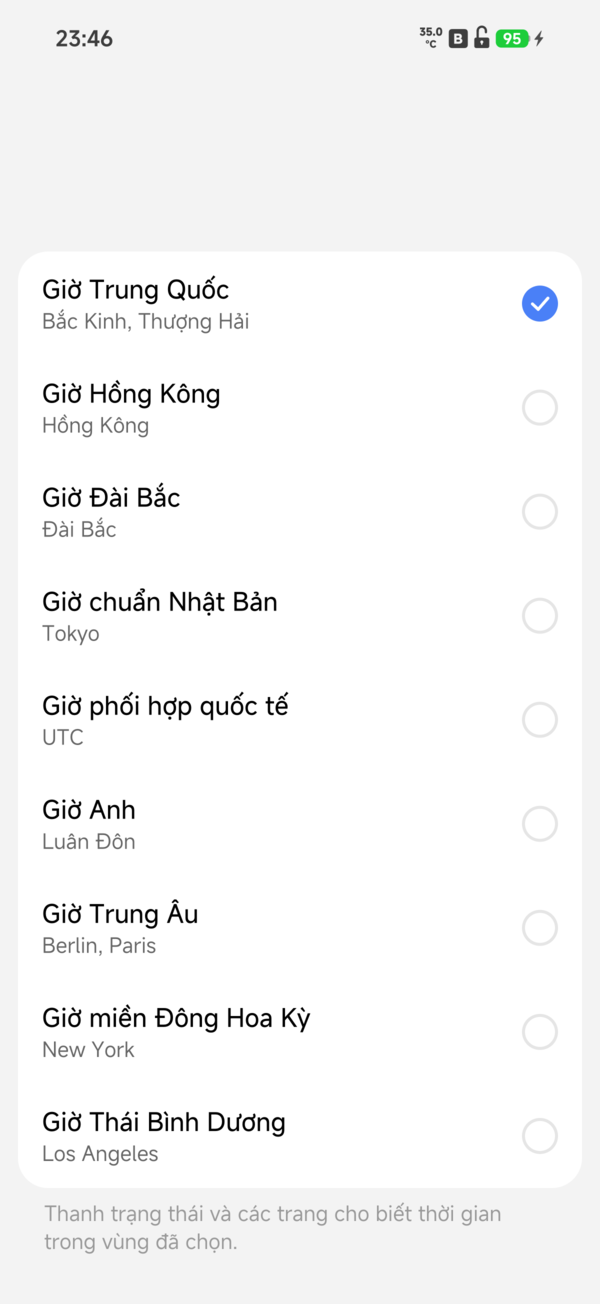 23:46
35.0
°C
B
95
Giờ Trung Quốc
Bắc Kinh, Thượng Hải
Giờ Hồng Kông
Hồng Kông
Giờ Đài Bắc
Đài Bắc
Giờ chuẩn Nhật Bản
Tokyo
Giờ phối hợp quốc tế
UTC
Giờ Anh
Luân Đôn
Giờ Trung Âu
Berlin, Paris
Giờ miền Đông Hoa Kỳ
New York
Giờ Thái Bình Dương
Los Angeles
Thanh trạng thái và các trang cho biết thời gian
trong vùng đã chọn.